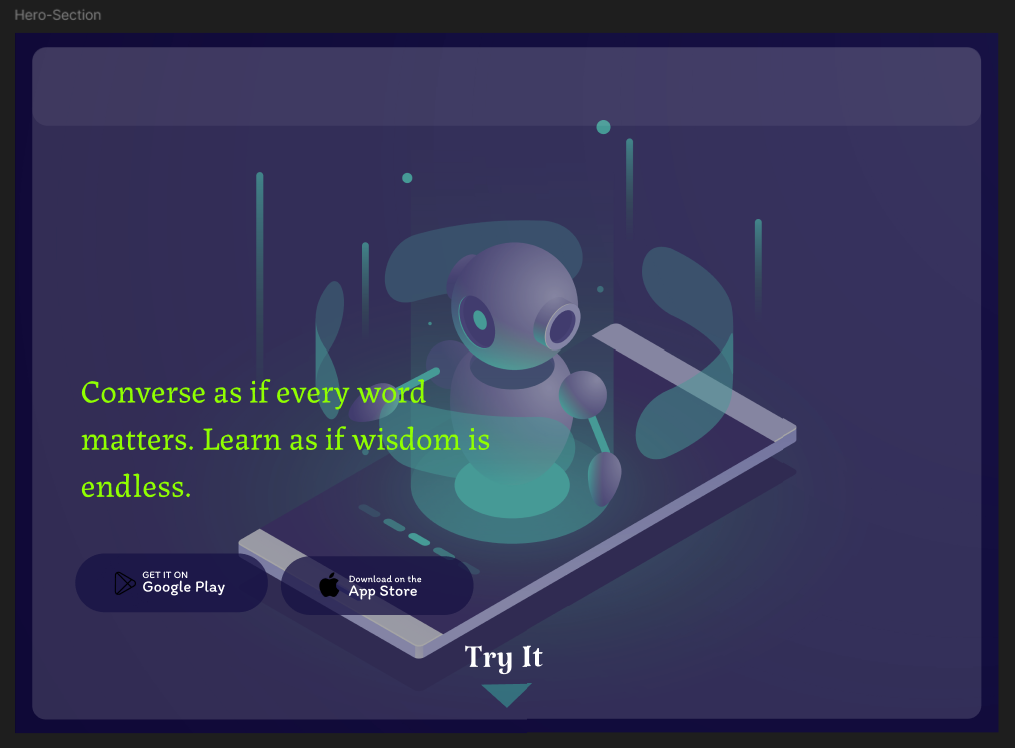 Hero-Section
Converse as if every word
matters. Learn as if wisdom is
endless.
GET IT ON
Google Play
Download on the
App Store
Try It